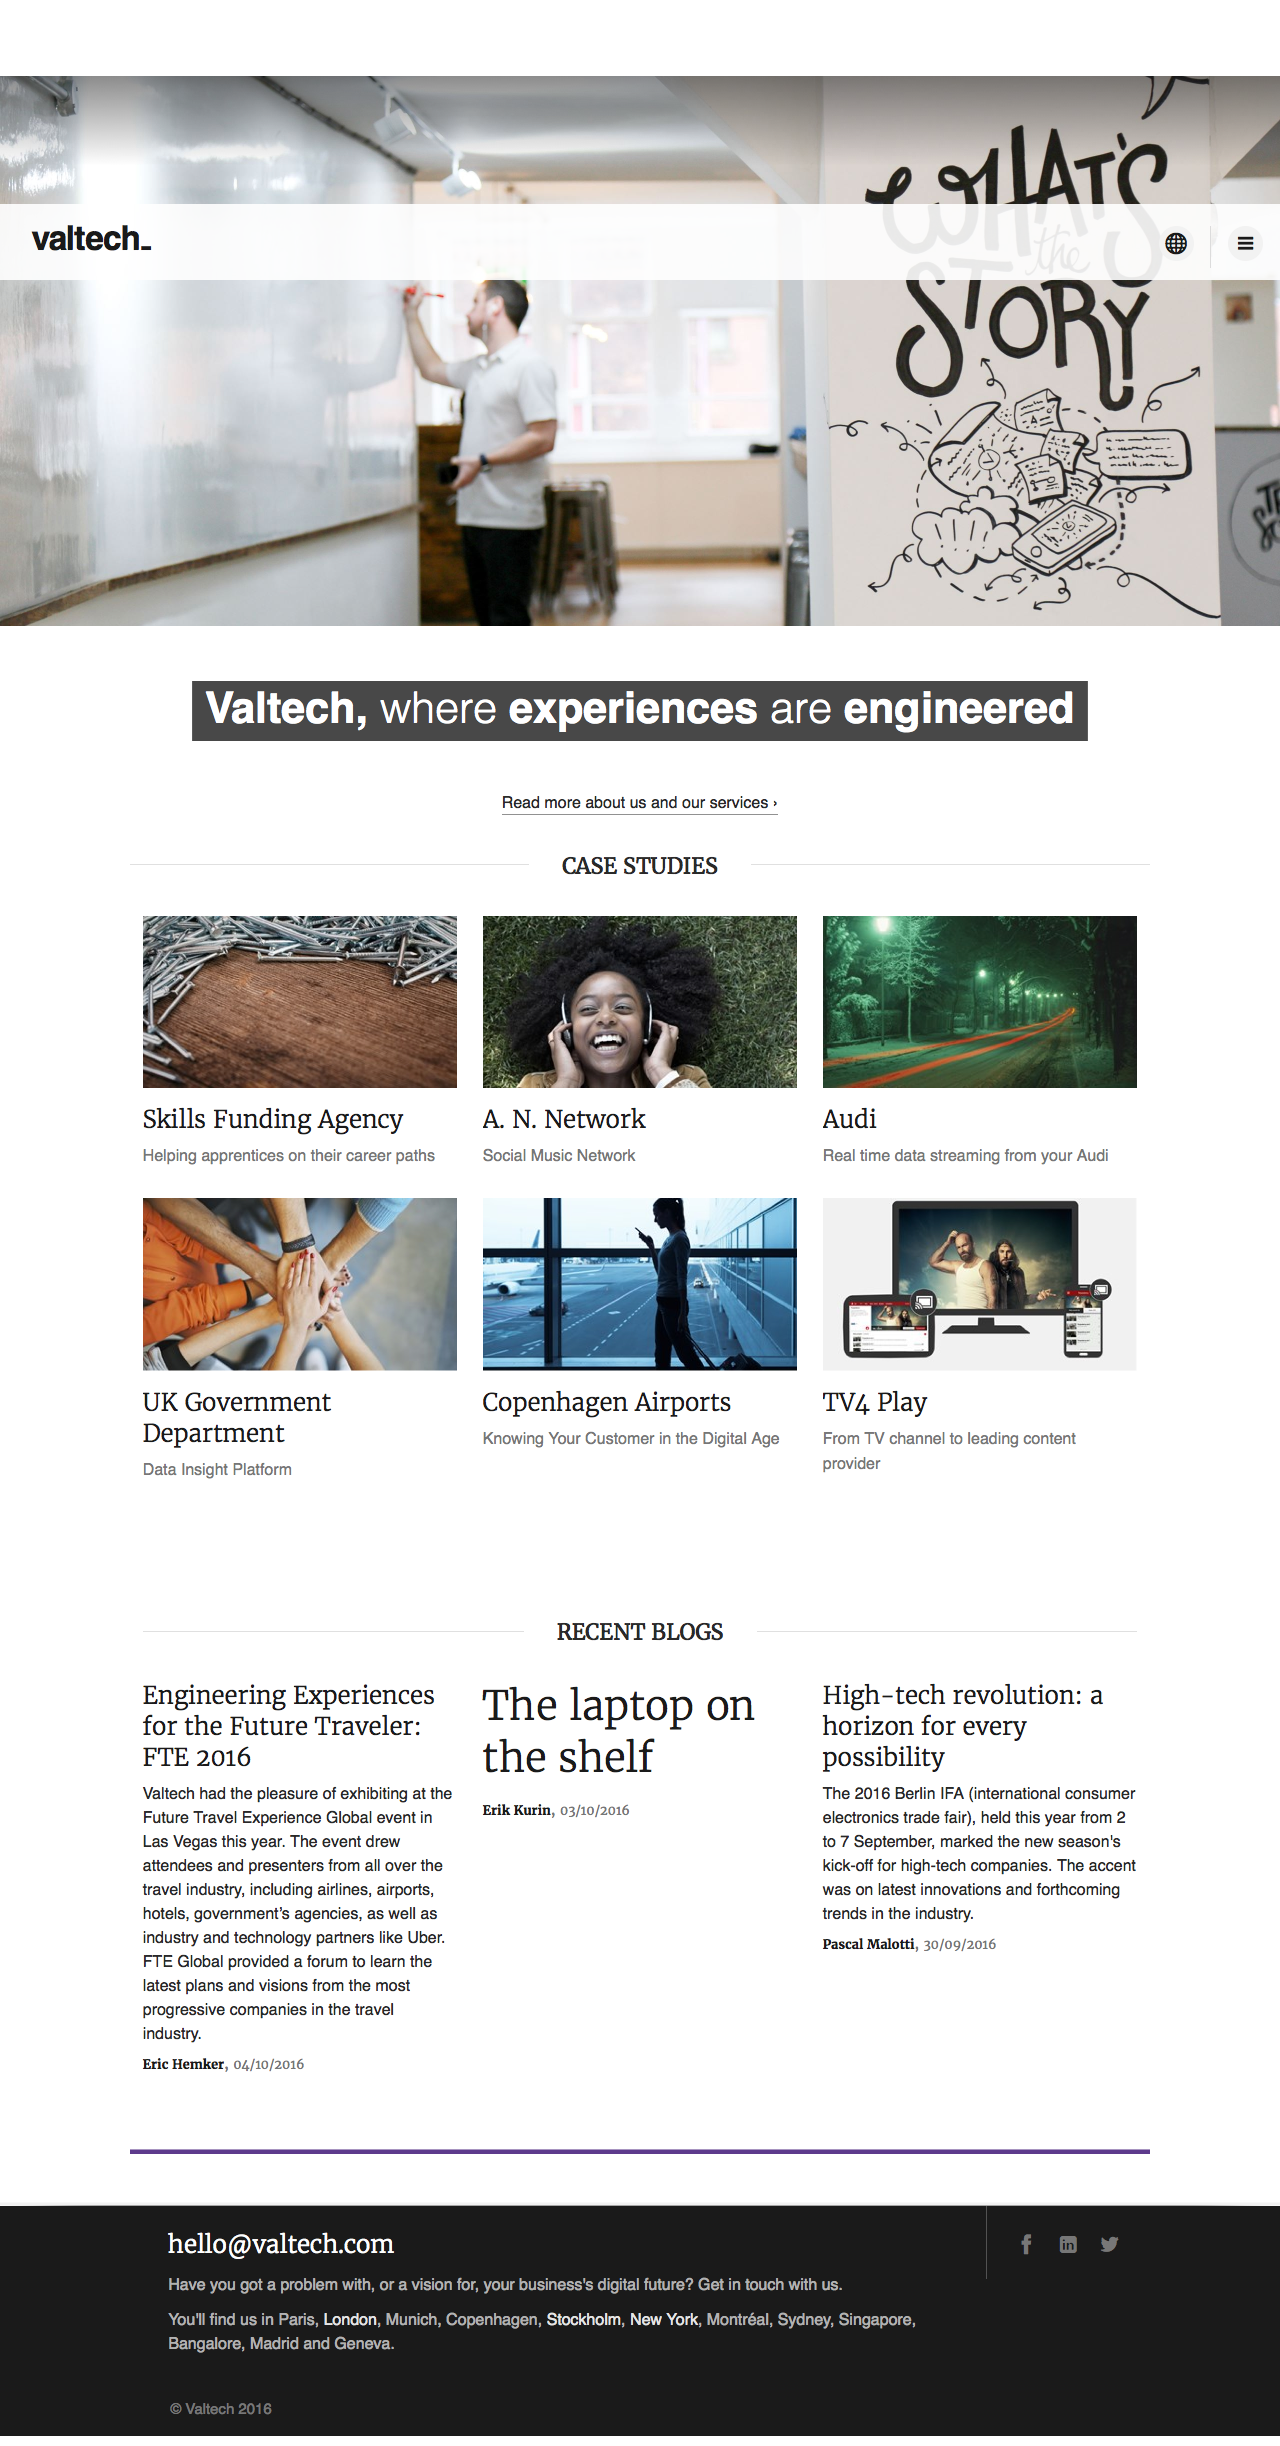 WHAT'S
valtech_
the
STORY
Valtech, where experiences are engineered
Read more about us and our services ›
CASE STUDIES
Skills Funding Agency
Helping apprentices on their career paths
A. N. Network
Social Music Network
Audi
Real time data streaming from your Audi
UK Government
Department
Data Insight Platform
Copenhagen Airports
Knowing Your Customer in the Digital Age
TV4 Play
From TV channel to leading content
provider
RECENT BLOGS
Engineering Experiences
for the Future Traveler:
FTE 2016
Valtech had the pleasure of exhibiting at the
Future Travel Experience Global event in
Las Vegas this year. The event drew
attendees and presenters from all over the
travel industry, including airlines, airports,
hotels, government's agencies, as well as
industry and technology partners like Uber.
FTE Global provided a forum to learn the
latest plans and visions from the most
progressive companies in the travel
industry.
Eric Hemker, 04/10/2016
The laptop on
the shelf
Erik Kurin, 03/10/2016
High-tech revolution: a
horizon for every
possibility
The 2016 Berlin IFA (international consumer
electronics trade fair), held this year from 2
to 7 September, marked the new season's
kick-off for high-tech companies. The accent
was on latest innovations and forthcoming
trends in the industry.
Pascal Malotti, 30/09/2016
hello@valtech.com
Have you got a problem with, or a vision for, your business's digital future? Get in touch with us.
You'll find us in Paris, London, Munich, Copenhagen, Stockholm, New York, Montréal, Sydney, Singapore,
Bangalore, Madrid and Geneva.
© Valtech 2016